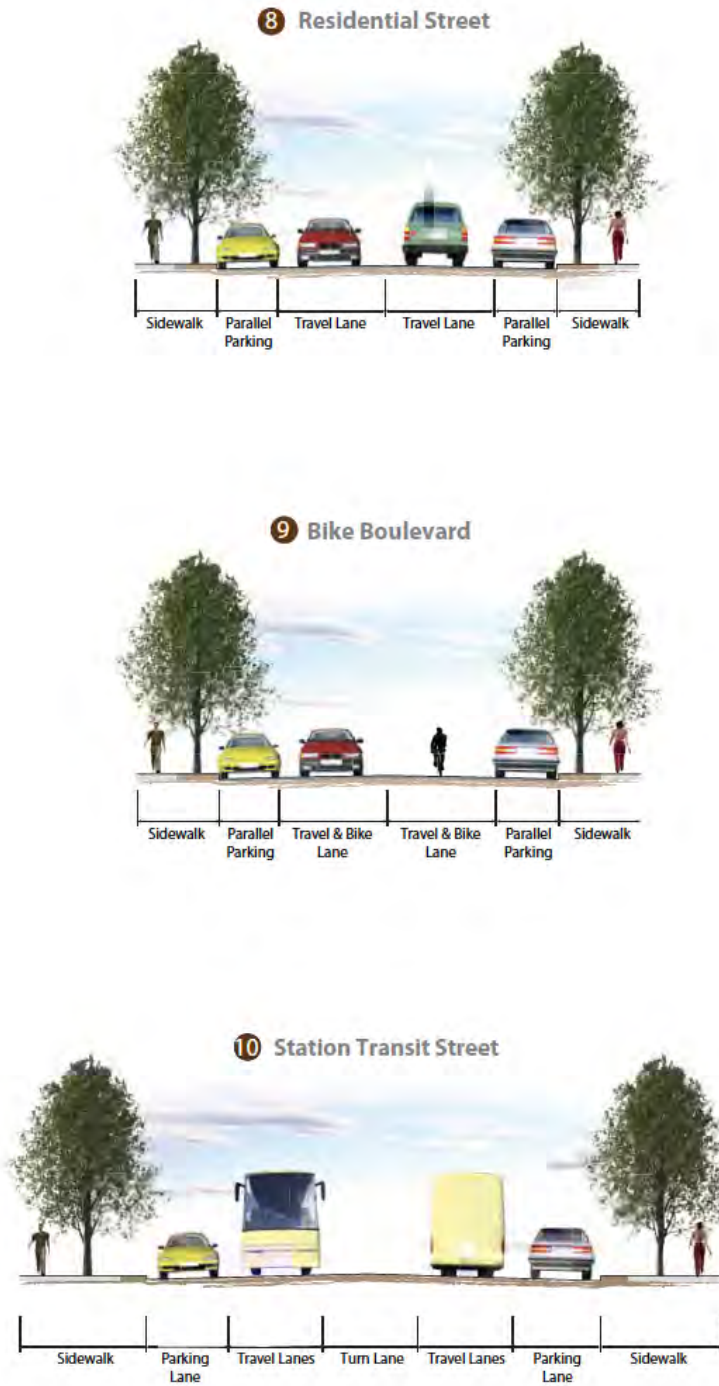 8 Residential Street
Sidewalk Parallel Parking Travel Lane Travel Lane Parallel Parking Sidewalk
9 Bike Boulevard
Sidewalk Parallel Parking Travel & Bike Lane Travel & Bike Lane Parallel Parking Sidewalk
10 Station Transit Street
Sidewalk Parking Lane Travel Lanes Turn Lane Travel Lanes Parking Lane Sidewalk